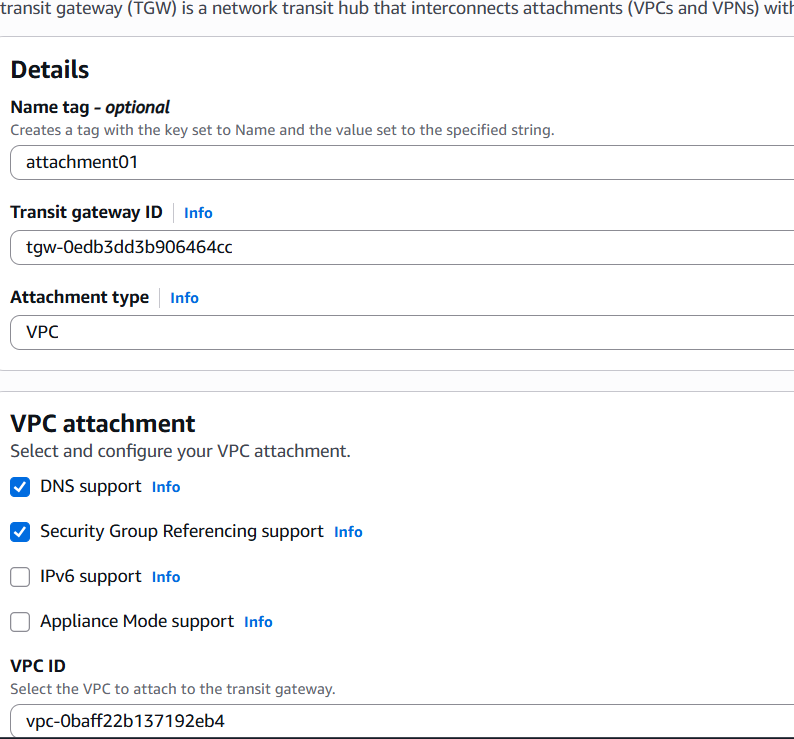 transit gateway (TGW) is a network transit hub that interconnects attachments (VPCs and VPNs) with
Details
Name tag - optional
Creates a tag with the key set to Name and the value set to the specified string.
attachment01
Transit gateway ID Info
tgw-0edb3dd3b906464cc
Attachment type Info
VPC
VPC attachment
Select and configure your VPC attachment.
DNS support Info
Security Group Referencing support Info
IPv6 support Info
Appliance Mode support Info
VPC ID
Select the VPC to attach to the transit gateway.
vpc-0baff22b137192eb4